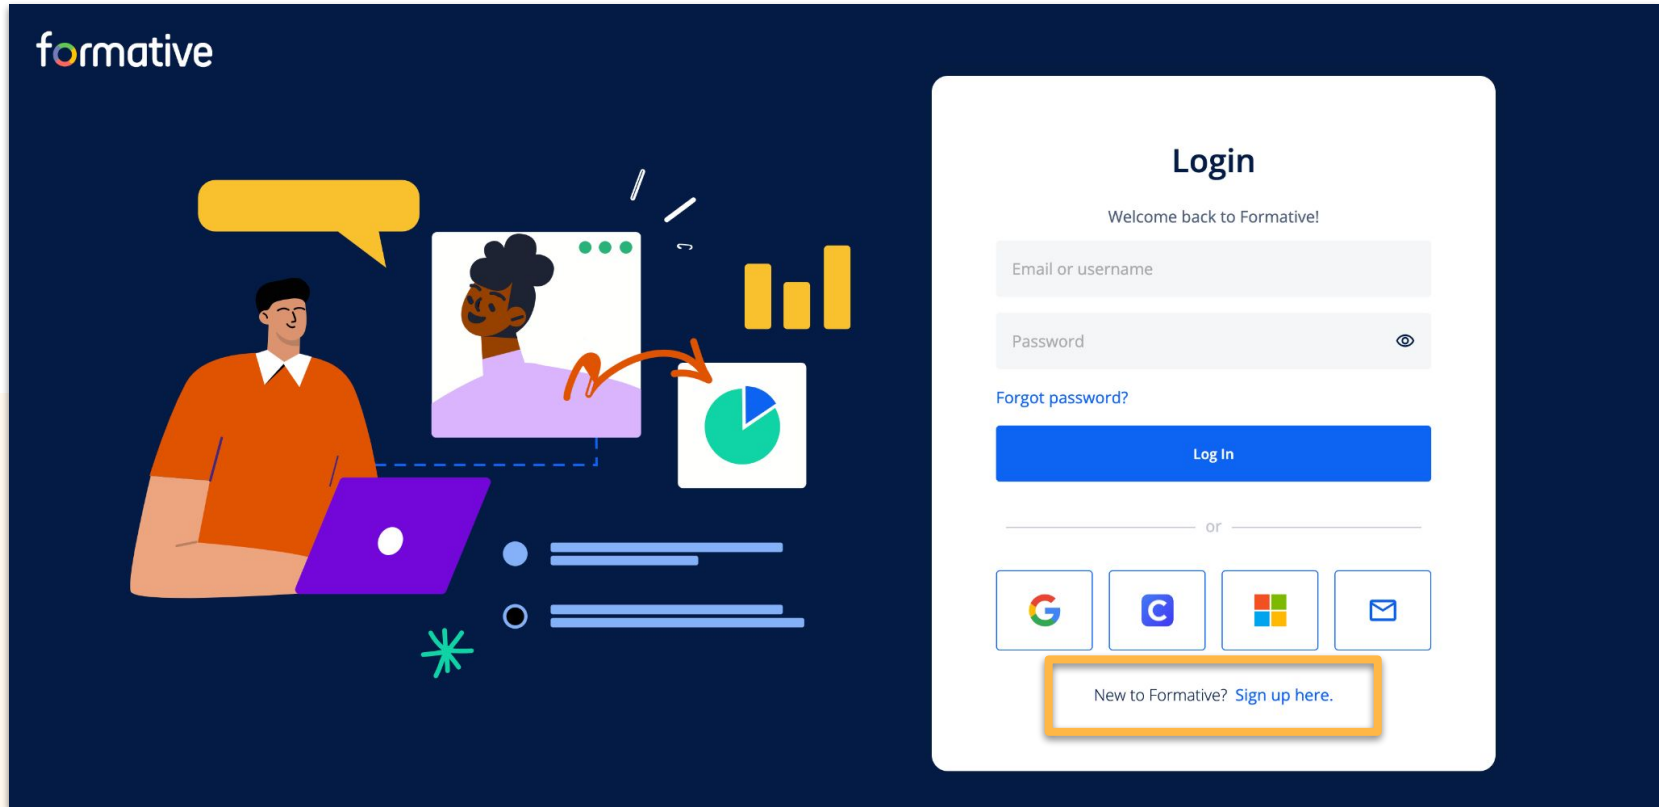 formative
Login
Welcome back to Formative!
Email or username
Password
Forgot password?
Log In
or
New to Formative? Sign up here.